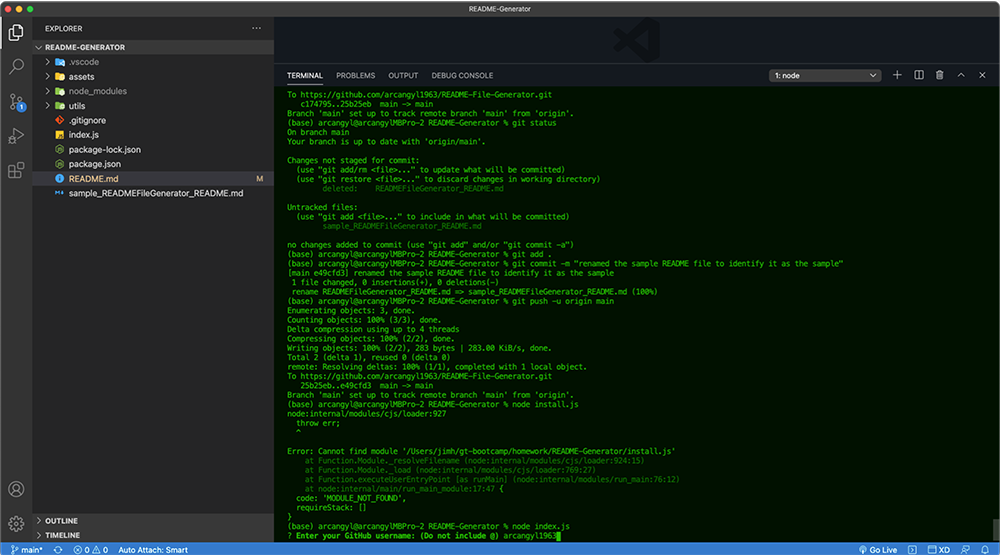 README-Generator
EXPLORER
README-GENERATOR
.vscode
assets
node_modules
utils
.gitignore
index.js
package-lock.json
package.json
README.md M
sample_READMEFileGenerator_README.md
OUTLINE
TIMELINE
TERMINAL PROBLEMS OUTPUT DEBUG CONSOLE 1: node
To https://github.com/arcangyl1963/README-File-Generator.git
c174795..25b25eb main -> main
Branch 'main' set up to track remote branch 'main' from 'origin'.
(base) arcangyl@arcangylMBPro-2 README-Generator % git status
On branch main
Your branch is up to date with 'origin/main'.
Changes not staged for commit:
(use "git add/rm <file>..." to update what will be committed)
(use "git restore <file>..." to discard changes in working directory)
deleted: READMEFileGenerator_README.md
Untracked files:
(use "git add <file>..." to include in what will be committed)
sample_READMEFileGenerator_README.md
no changes added to commit (use "git add" and/or "git commit -a")
(base) arcangyl@arcangylMBPro-2 README-Generator % git add .
(base) arcangyl@arcangylMBPro-2 README-Generator % git commit -m "renamed the sample README file to identify it as the sample"
[main e49cfd3] renamed the sample README file to identify it as the sample
1 file changed, 0 insertions(+), 0 deletions(-)
rename READMEFileGenerator_README.md => sample_READMEFileGenerator_README.md (100%)
(base) arcangyl@arcangylMBPro-2 README-Generator % git push -u origin main
Enumerating objects: 3, done.
Counting objects: 100% (3/3), done.
Delta compression using up to 4 threads
Compressing objects: 100% (2/2), done.
Writing objects: 100% (2/2), 283 bytes | 283.00 KiB/s, done.
Total 2 (delta 1), reused 0 (delta 0)
remote: Resolving deltas: 100% (1/1), completed with 1 local object.
To https://github.com/arcangyl1963/README-File-Generator.git
25b25eb..e49cfd3 main -> main
Branch 'main' set up to track remote branch 'main' from 'origin'.
(base) arcangyl@arcangylMBPro-2 README-Generator % node install.js
node:internal/modules/cjs/loader:927
throw err;
^
Error: Cannot find module '/Users/jimh/gt-bootcamp/homework/README-Generator/install.js'
at Function.Module._resolveFilename (node:internal/modules/cjs/loader:924:15)
at Function.Module._load (node:internal/modules/cjs/loader:769:27)
at Function.executeUserEntryPoint [as runMain] (node:internal/modules/run_main:76:12)
at node:internal/main/run_main_module:17:47 {
code: 'MODULE_NOT_FOUND',
requireStack: []
}
(base) arcangyl@arcangylMBPro-2 README-Generator % node index.js
? Enter your GitHub username: (Do not include @) arcangyl1963
main* 0 0 Auto Attach: Smart Go Live XD
1